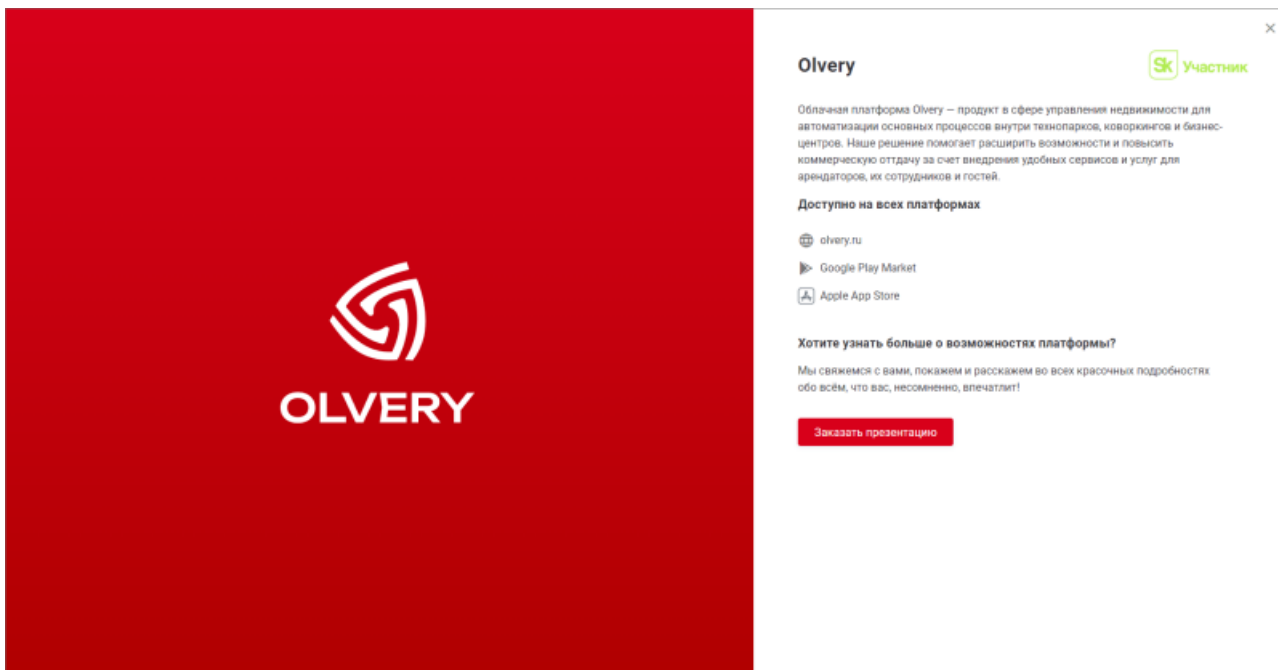 OLVERY
Olvery
Sk Участник
Облачная платформа Olvery — продукт в сфере управления недвижимости для
автоматизации основных процессов внутри технопарков, коворкингов и бизнес-
центров. Наше решение помогает расширить возможности и повысить
коммерческую оттдачу за счет внедрения удобных сервисов и услуг для
арендаторов, их сотрудников и гостей.
Доступно на всех платформах
olvery.ru
Google Play Market
Apple App Store
Хотите узнать больше о возможностях платформы?
Мы свяжемся с вами, покажем и расскажем во всех красочных подробностях
обо всём, что вас, несомненно, впечатлит!
Заказать презентацию